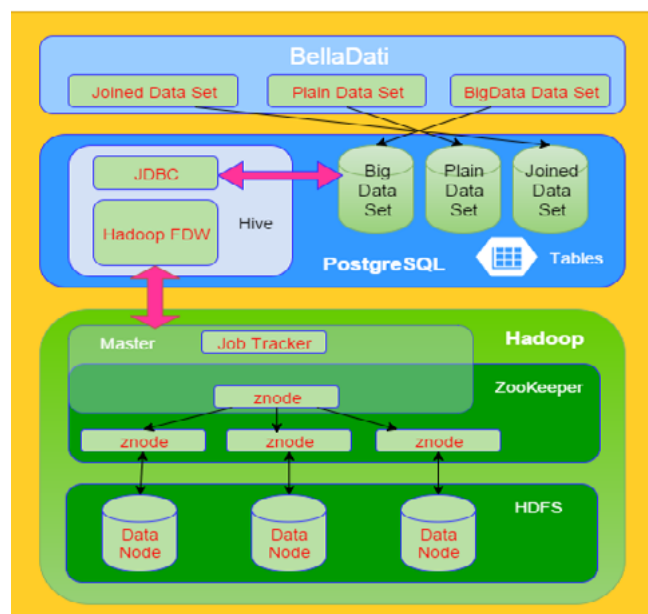 BellaDati
Joined Data Set
Plain Data Set
BigData Data Set
JDBC
Hadoop FDW
Hive
Big
Data
Set
Plain
Data
Set
Joined
Data
Set
PostgreSQL
Tables
Master
Job Tracker
Hadoop
ZooKeeper
znode
znode
znode
znode
HDFS
Data
Node
Data
Node
Data
Node